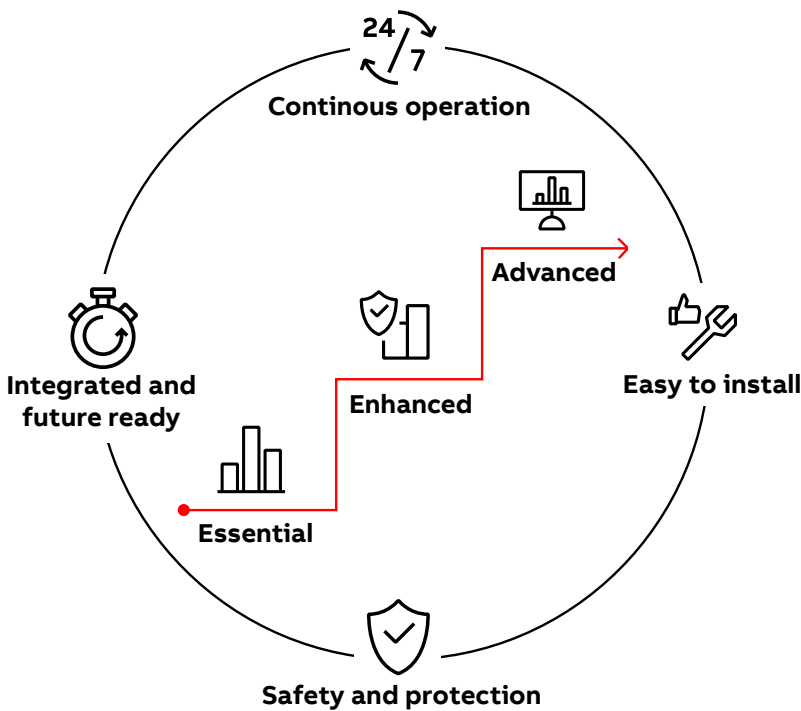 24
7
Continous operation
Advanced
Integrated and
future ready
Enhanced
Easy to install
Essential
Safety and protection